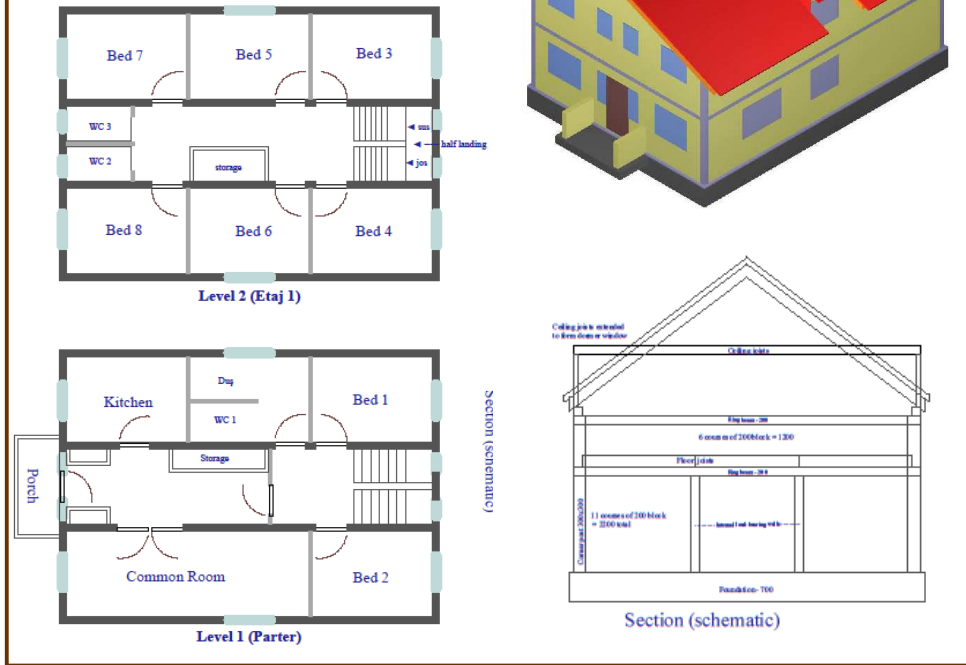 Bed 7
Bed 5
Bed 3
WC 3
WC 2
storage
sus
half landing
jos
Bed 8
Bed 6
Bed 4
Level 2 (Etaj 1)
Kitchen
Duş
WC 1
Bed 1
Storage
Porch
Common Room
Bed 2
Level 1 (Parter)
Section (schematic)
Ceiling joists extended
to form dormer window
Ceiling joists
Ring beam - 200
6 courses of 200 block = 1200
Floor joists
Ring beam - 200
Corner post 200x200
11 courses of 200 block
= 2200 total
internal load bearing walls
Foundation - 700
Section (schematic)